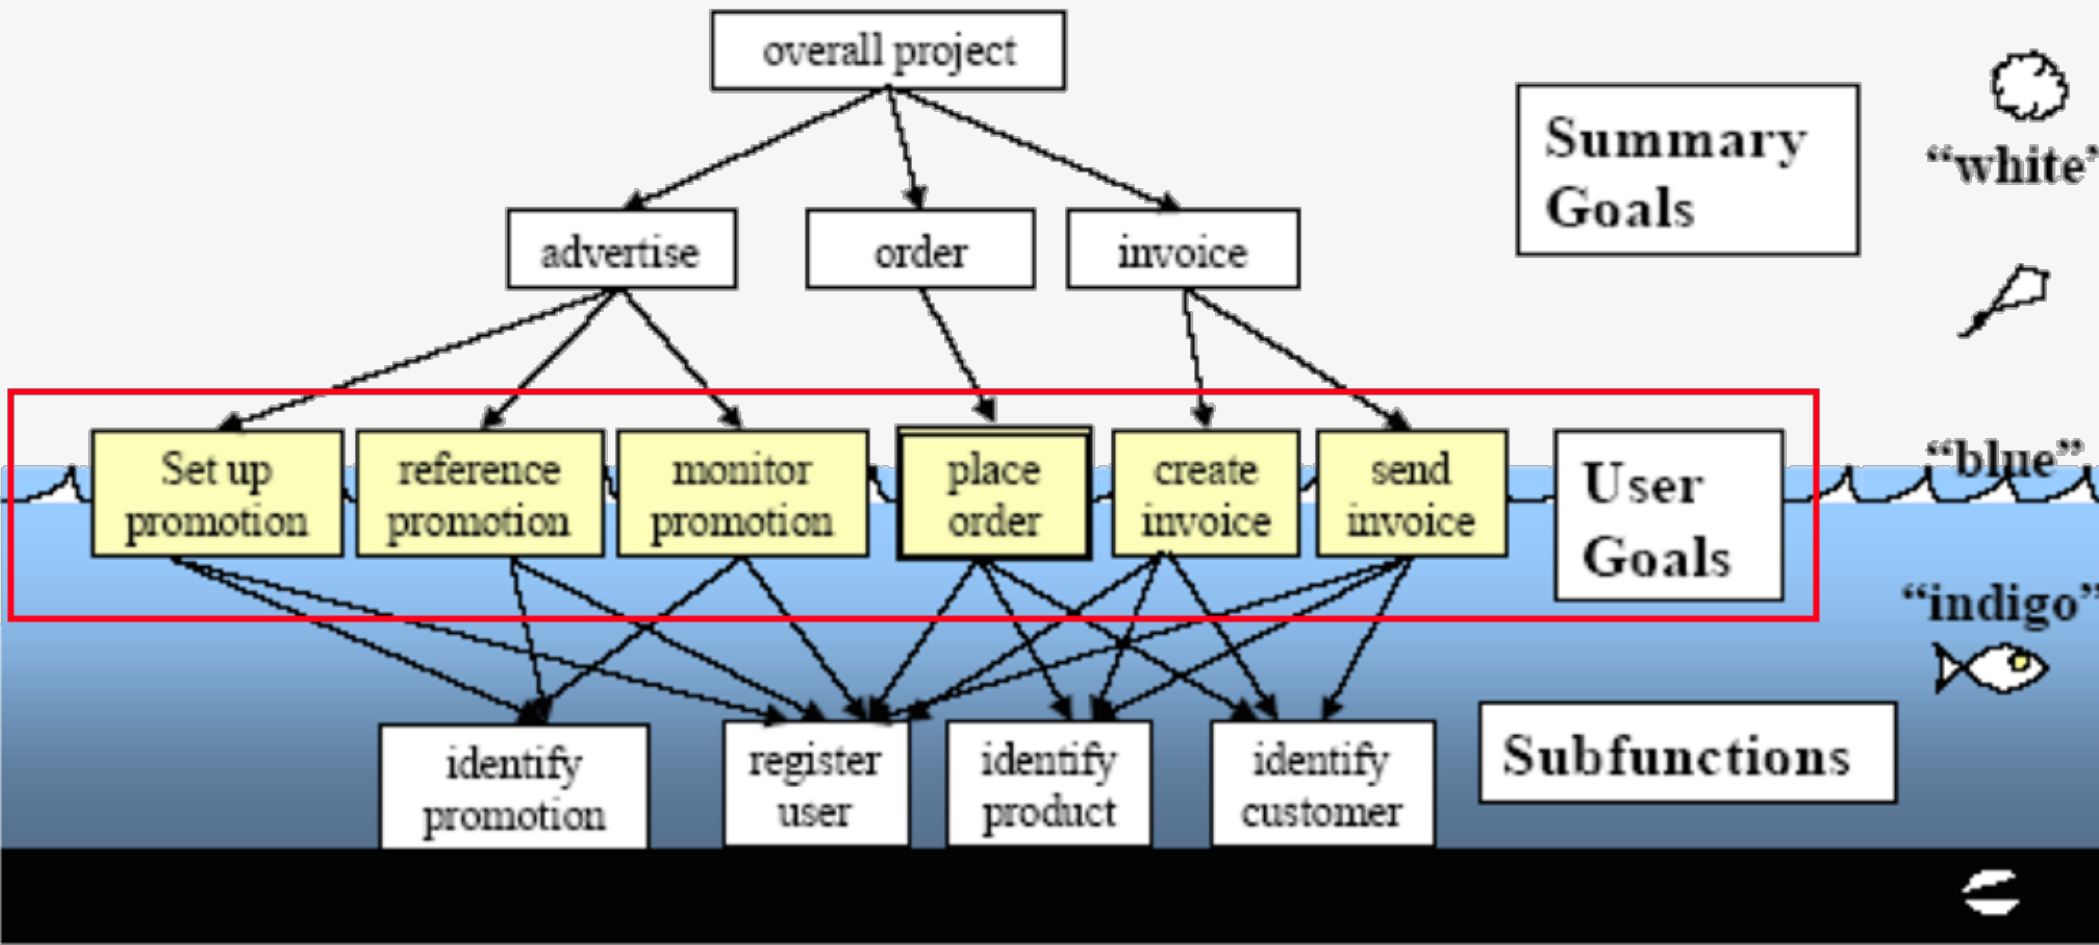 overall project
Summary
Goals
“white”
advertise
order
invoice
“blue”
Set up
promotion
reference
promotion
monitor
promotion
place
order
create
invoice
send
invoice
User
Goals
“indigo”
identify
promotion
register
user
identify
product
identify
customer
Subfunctions